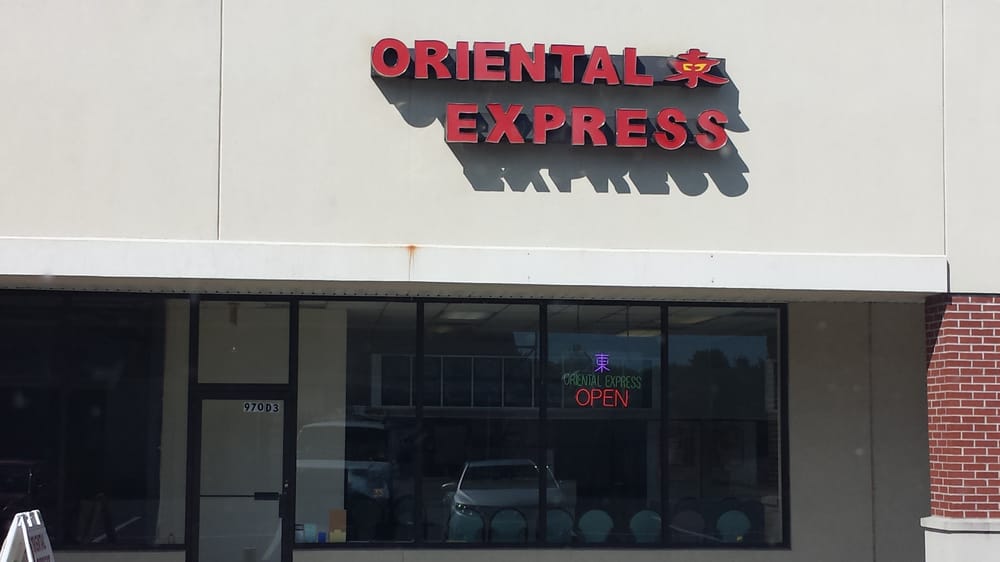 ORIENTAL 東
EXPRESS
東
ORIENTAL EXPRESS
OPEN
970D3